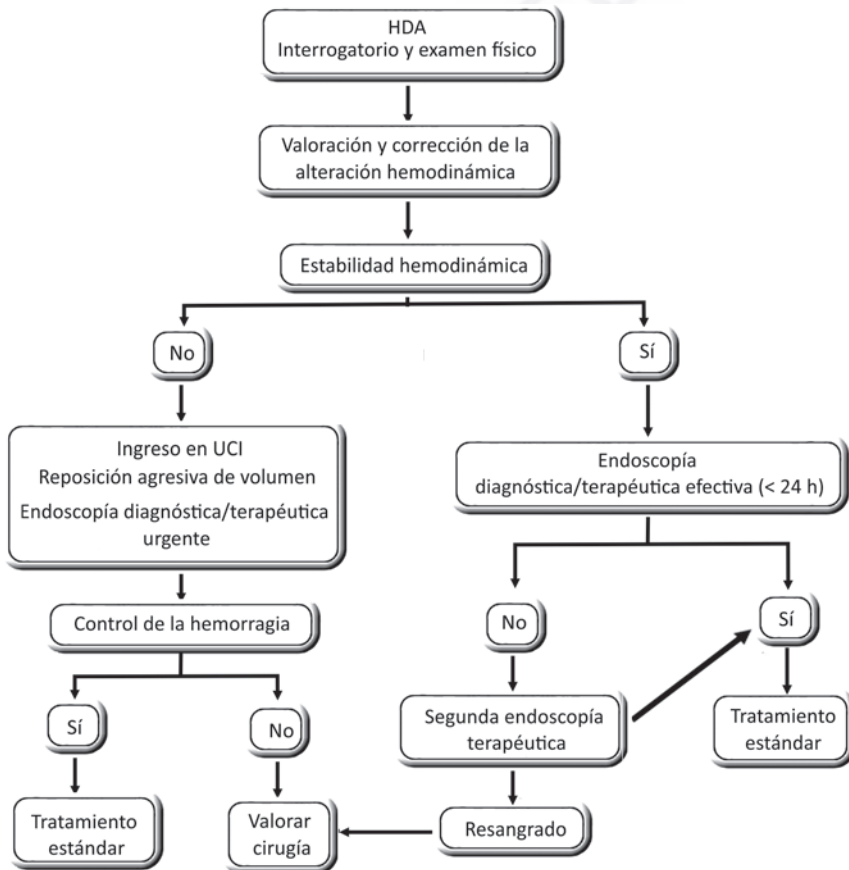 HDA
Interrogatorio y examen físico
Valoración y corrección de la
alteración hemodinámica
Estabilidad hemodinámica
No
Sí
Ingreso en UCI
Reposición agresiva de volumen
Endoscopía diagnóstica/terapéutica
urgente
Endoscopía
diagnóstica/terapéutica efectiva (< 24 h)
Control de la hemorragia
No
Sí
Sí
No
Segunda endoscopía
terapéutica
Tratamiento
estándar
Tratamiento
estándar
Valorar
cirugía
Resangrado